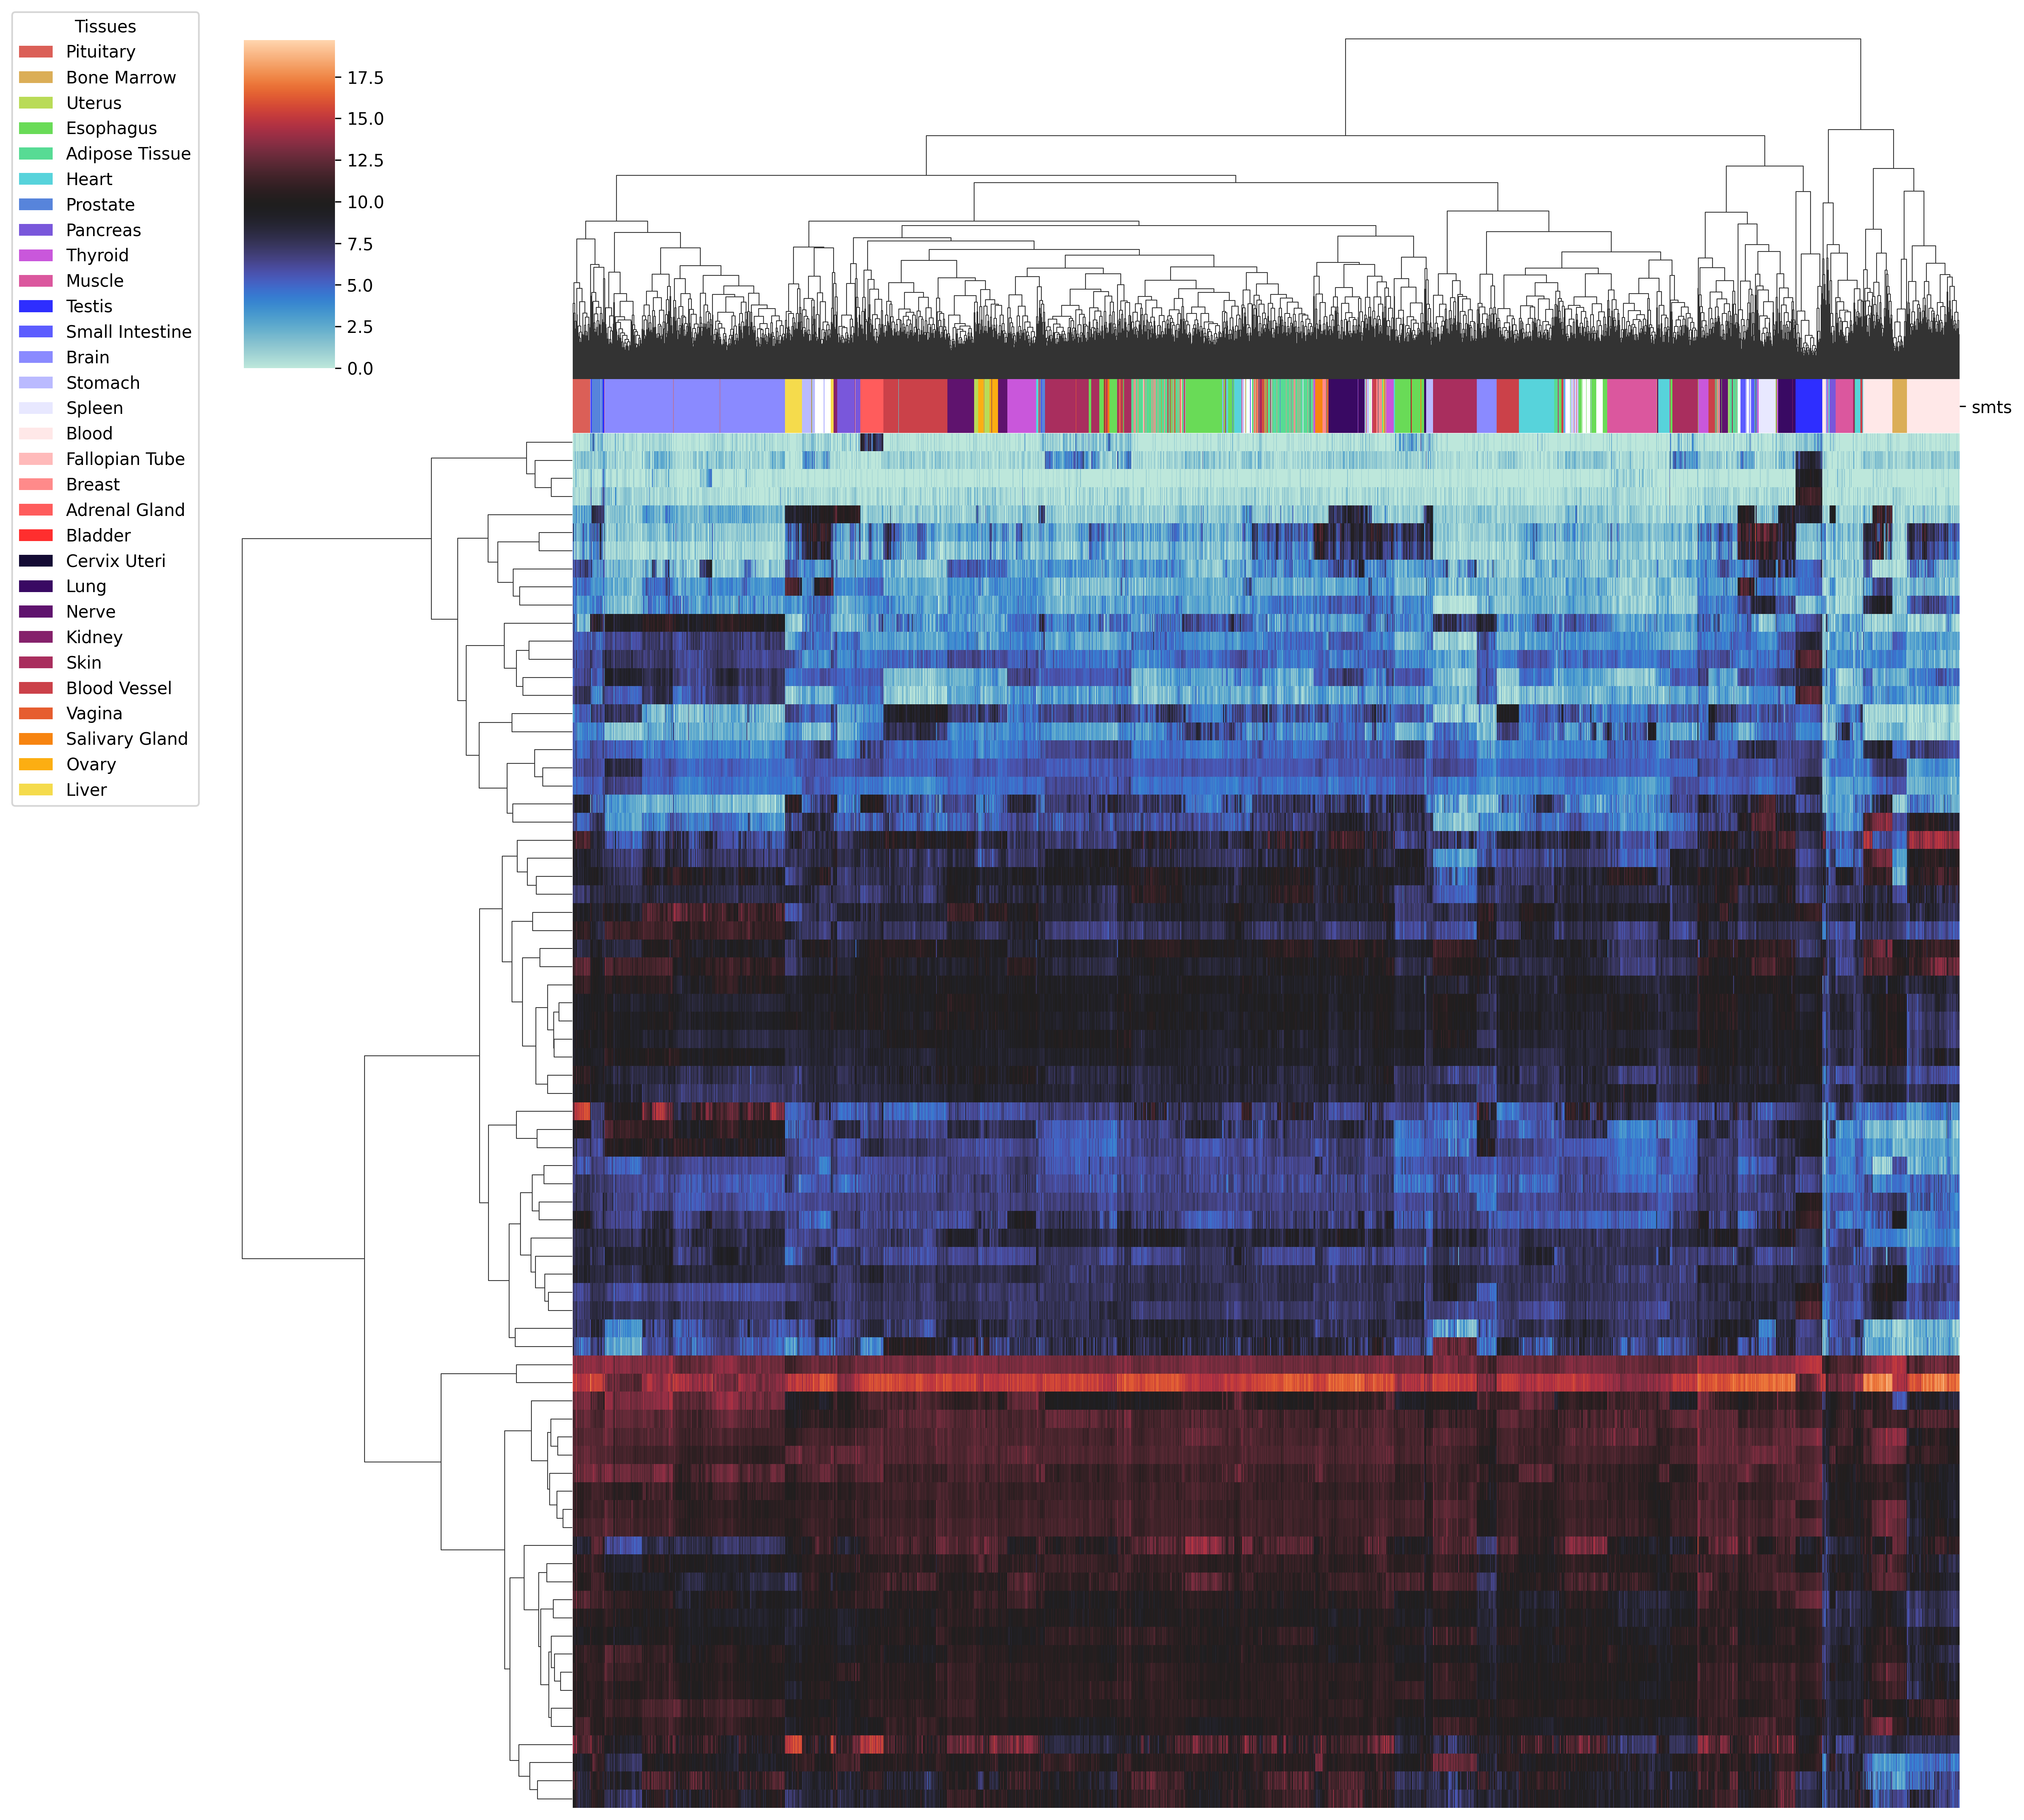 Tissues
Pituitary
Bone Marrow
Uterus
Esophagus
Adipose Tissue
Heart
Prostate
Pancreas
Thyroid
Muscle
Testis
Small Intestine
Brain
Stomach
Spleen
Blood
Fallopian Tube
Breast
Adrenal Gland
Bladder
Cervix Uteri
Lung
Nerve
Kidney
Skin
Blood Vessel
Vagina
Salivary Gland
Ovary
Liver
17.5
15.0
12.5
10.0
7.5
5.0
2.5
0.0
smts